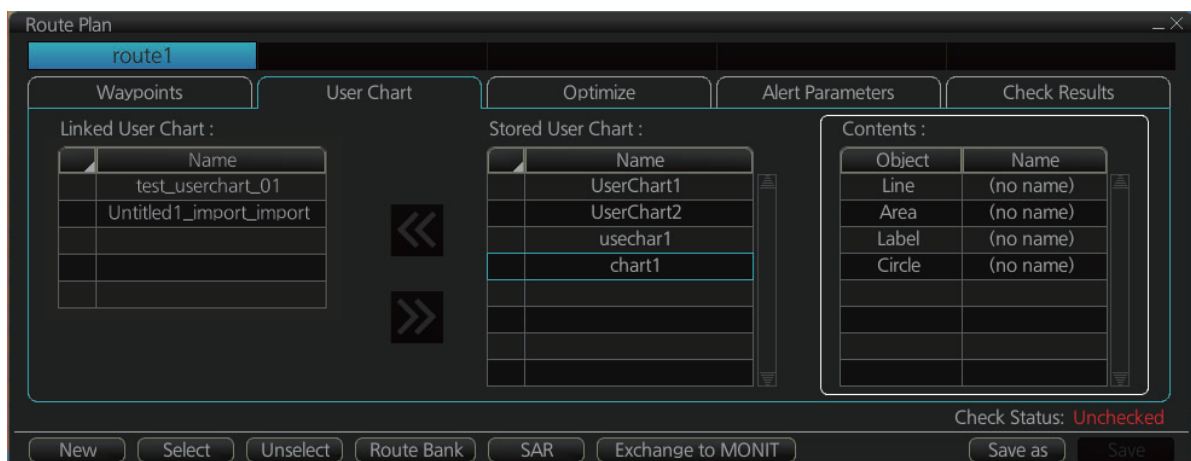 Route Plan
route1
Waypoints User Chart Optimize Alert Parameters Check Results
Linked User Chart : Stored User Chart : Contents :
Name Name Object Name
test_userchart_01 UserChart1 Line (no name)
Untitled1_import_import UserChart2 Area (no name)
usechar1 Label (no name)
chart1 Circle (no name)
Check Status: Unchecked
New Select Unselect Route Bank SAR Exchange to MONIT Save as Save